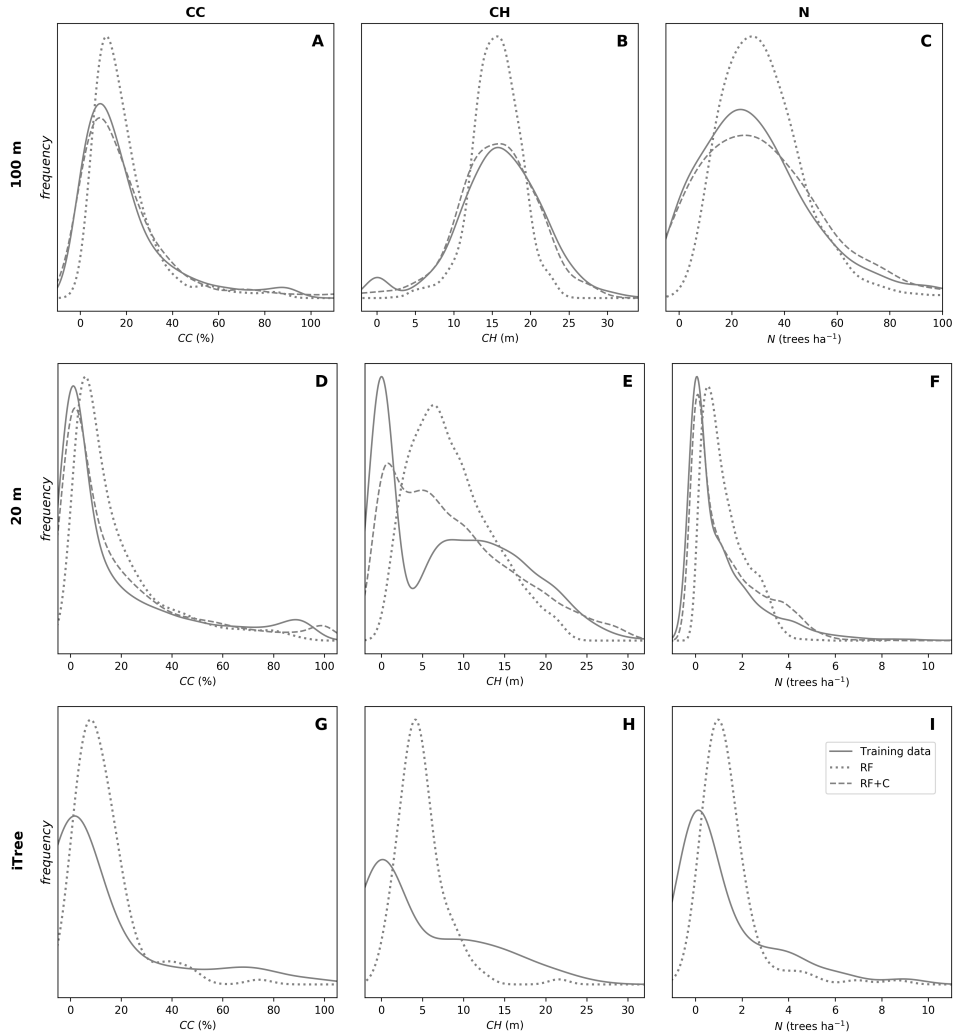 CC CH N
A B C
100 m
frequency
0 20 40 60 80 100
0 5 10 15 20 25 30
0 20 40 60 80 100
CC (%) CH (m) N (trees ha⁻¹)
D E F
20 m
frequency
0 20 40 60 80 100
0 5 10 15 20 25 30
0 2 4 6 8 10
CC (%) CH (m) N (trees ha⁻¹)
G H I
Training data
RF
RF+C
iTree
frequency
0 20 40 60 80 100
0 5 10 15 20 25 30
0 2 4 6 8 10
CC (%) CH (m) N (trees ha⁻¹)